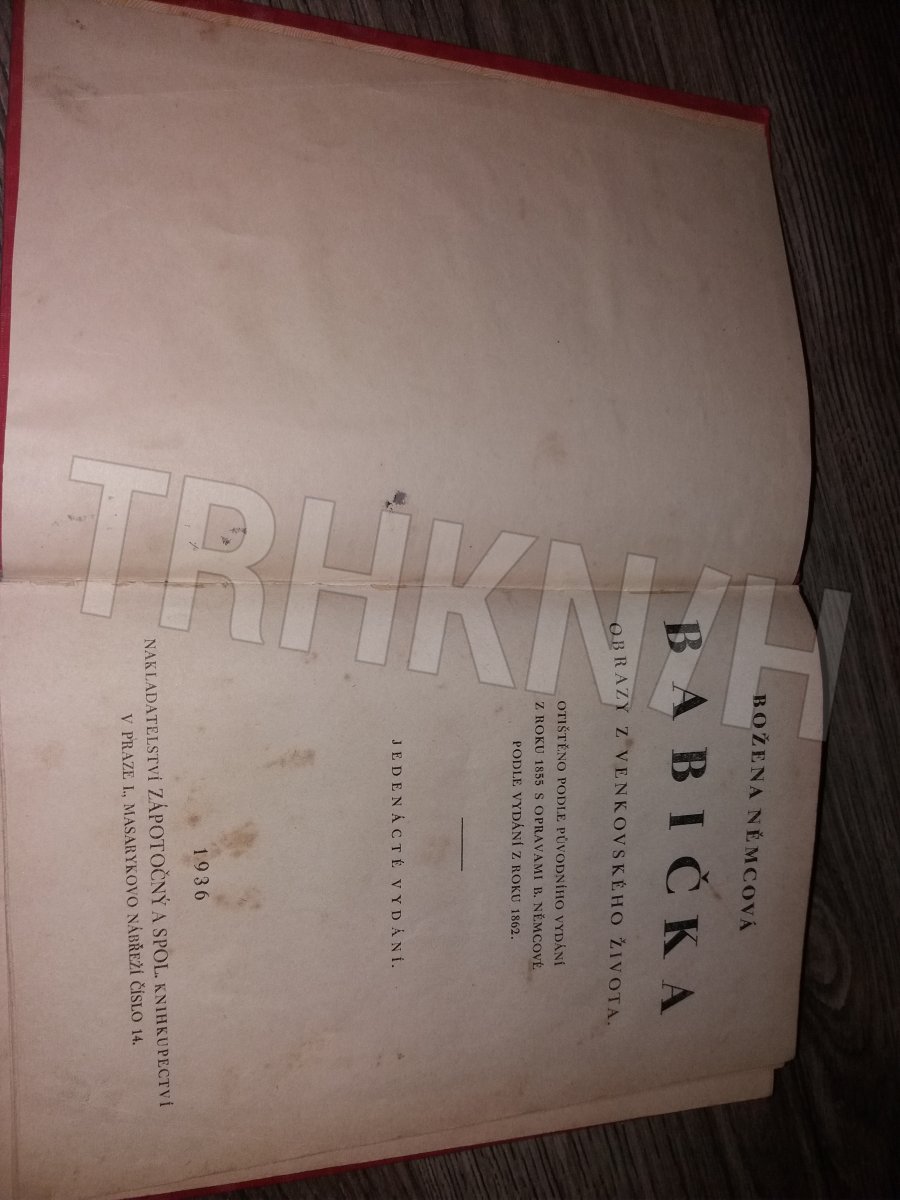 BOŽENA NĚMCOVÁ
BABIČKA
OBRAZY Z VENKOVSKÉHO ŽIVOTA.
OTIŠTĚNO PODLE PŮVODNÍHO VYDÁNÍ
Z ROKU 1855 S OPRAVAMI B. NĚMCOVÉ
PODLE VYDÁNÍ Z ROKU 1862.
JEDENÁCTÉ VYDÁNÍ.
1936
NAKLADATELSTVÍ ZÁPOTOČNÝ A SPOL. KNIHKUPECTVÍ
V PRAZE I., MASARYKOVO NÁBŘEŽÍ ČÍSLO 14.
TRHKNIH